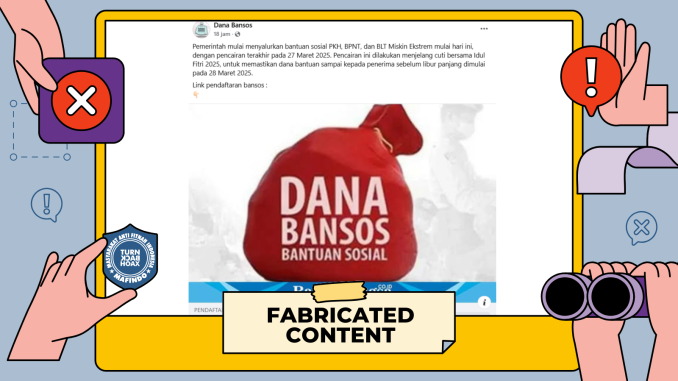 Dana Bansos
18 Jam ·
Pemerintah mulai menyalurkan bantuan sosial PKH, BPNT, dan BLT Miskin Ekstrem mulai hari ini,
dengan pencairan terakhir pada 27 Maret 2025. Pencairan ini dilakukan menjelang cuti bersama Idul
Fitri 2025, untuk memastikan dana bantuan sampai kepada penerima sebelum libur panjang dimulai
pada 28 Maret 2025.
Link pendaftaran bansos :
DANA
BANSOS
BANTUAN SOSIAL
MASYARAKAT ANTI FITNAH INDONESIA
TURN
BACK
HOAX
MAFINDO
FABRICATED
CONTENT